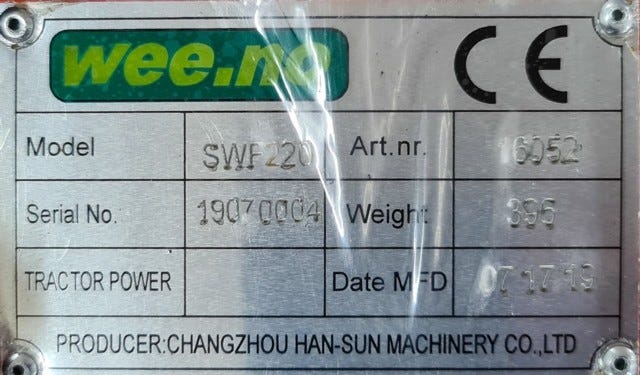 wee.no CE
Model SWF220 Art.nr. 16052
Serial No. 19070004 Weight 396
TRACTOR POWER Date MFD 07 17 19
PRODUCER:CHANGZHOU HAN-SUN MACHINERY CO.,LTD